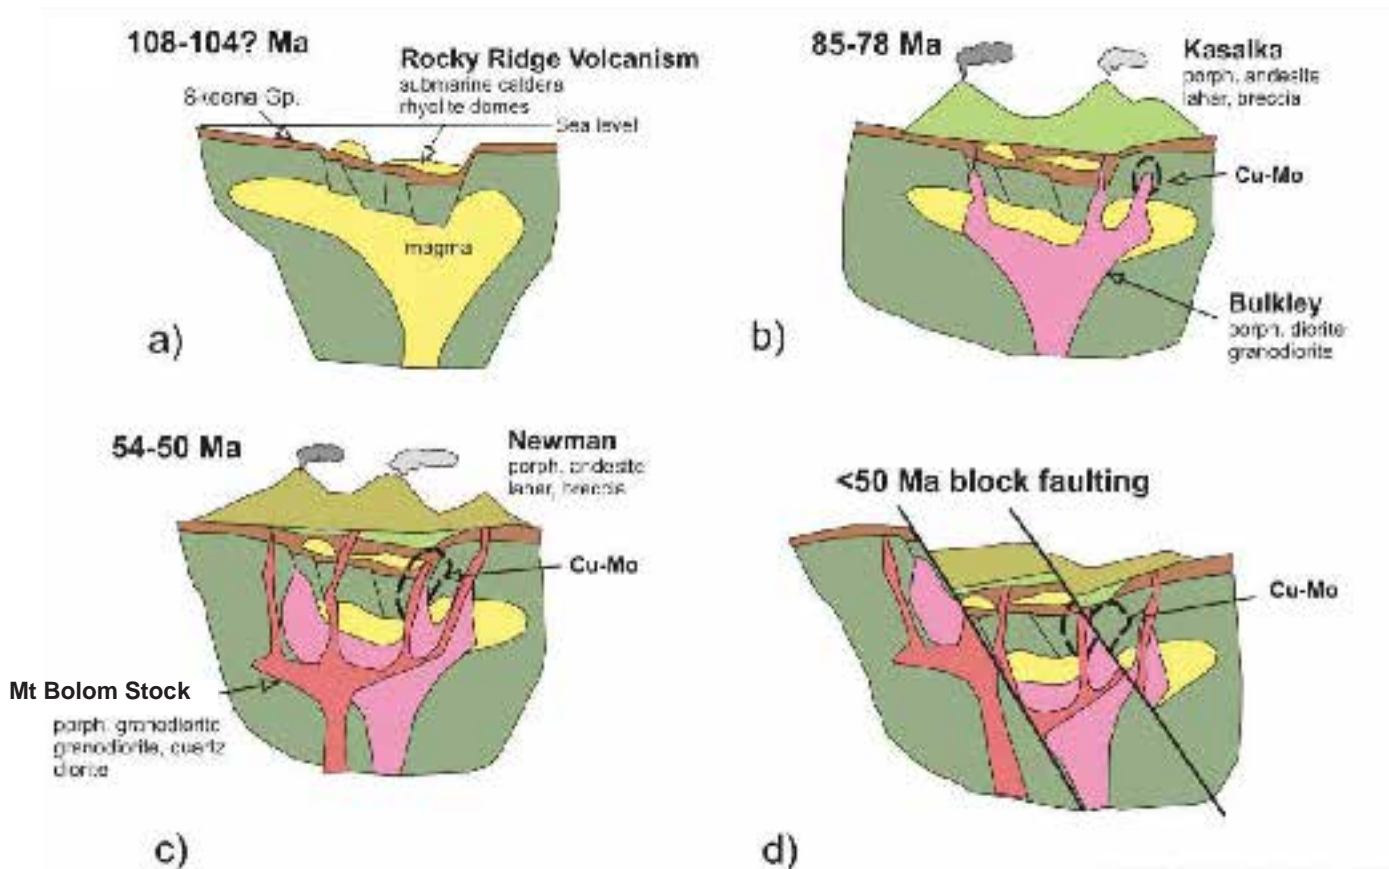 108-104? Ma
Rocky Ridge Volcanism
submarine caldera
rhyolite domes
Skeena Gp.
Sea level
magma
a)
85-78 Ma
Kasalka
porph. andesite
lahar, breccia
Cu-Mo
Bulkley
porph. diorite
granodiorite
b)
54-50 Ma
Newman
porph. andesite
lahar, breccia
Cu-Mo
Mt Bolom Stock
porph. granodiorite
granodiorite, quartz
diorite
c)
<50 Ma block faulting
Cu-Mo
d)